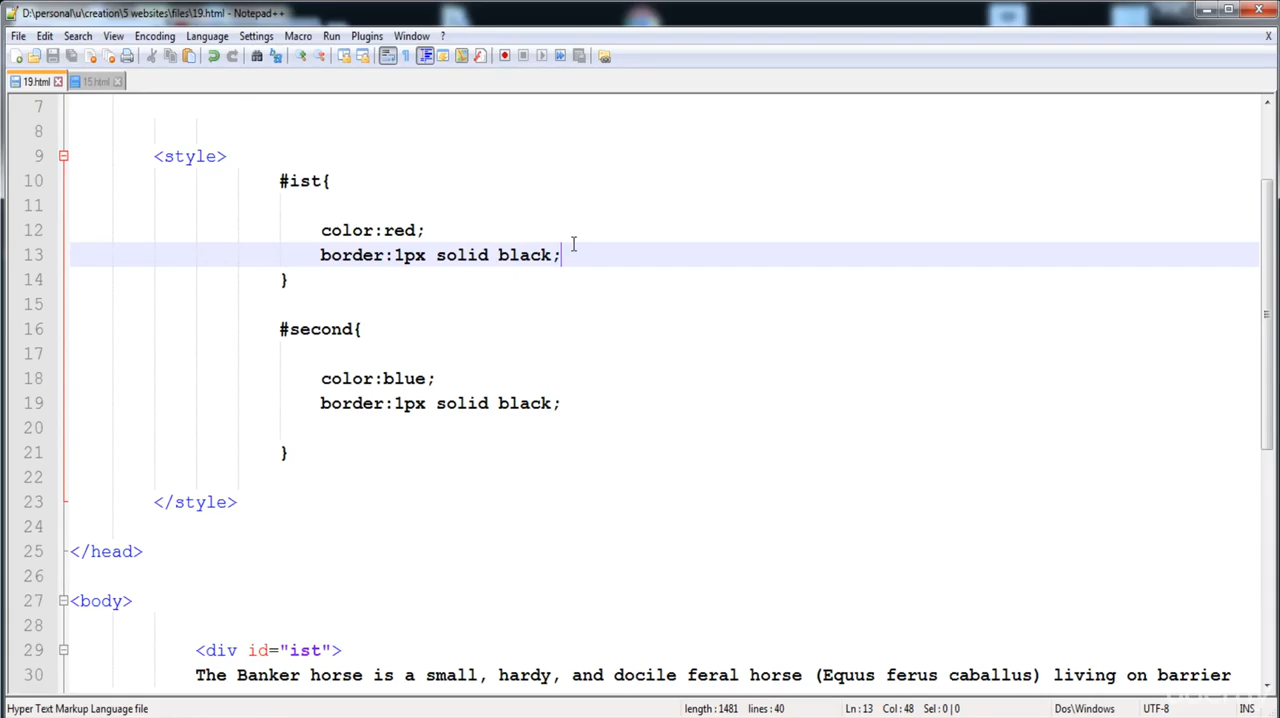 D:\personal\u\creation\5 websites\files\19.html - Notepad++
File Edit Search View Encoding Language Settings Macro Run Plugins Window ? X
19.html 15.html
7
8
9 <style>
10 #ist{
11
12 color:red;
13 border:1px solid black;
14 }
15
16 #second{
17
18 color:blue;
19 border:1px solid black;
20
21 }
22
23 </style>
24
25 </head>
26
27 <body>
28
29 <div id="ist">
30 The Banker horse is a small, hardy, and docile feral horse (Equus ferus caballus) living on barrier
Hyper Text Markup Language file length : 1481 lines : 40 Ln : 13 Col : 48 Sel : 0 | 0 Dos\Windows UTF-8 INS